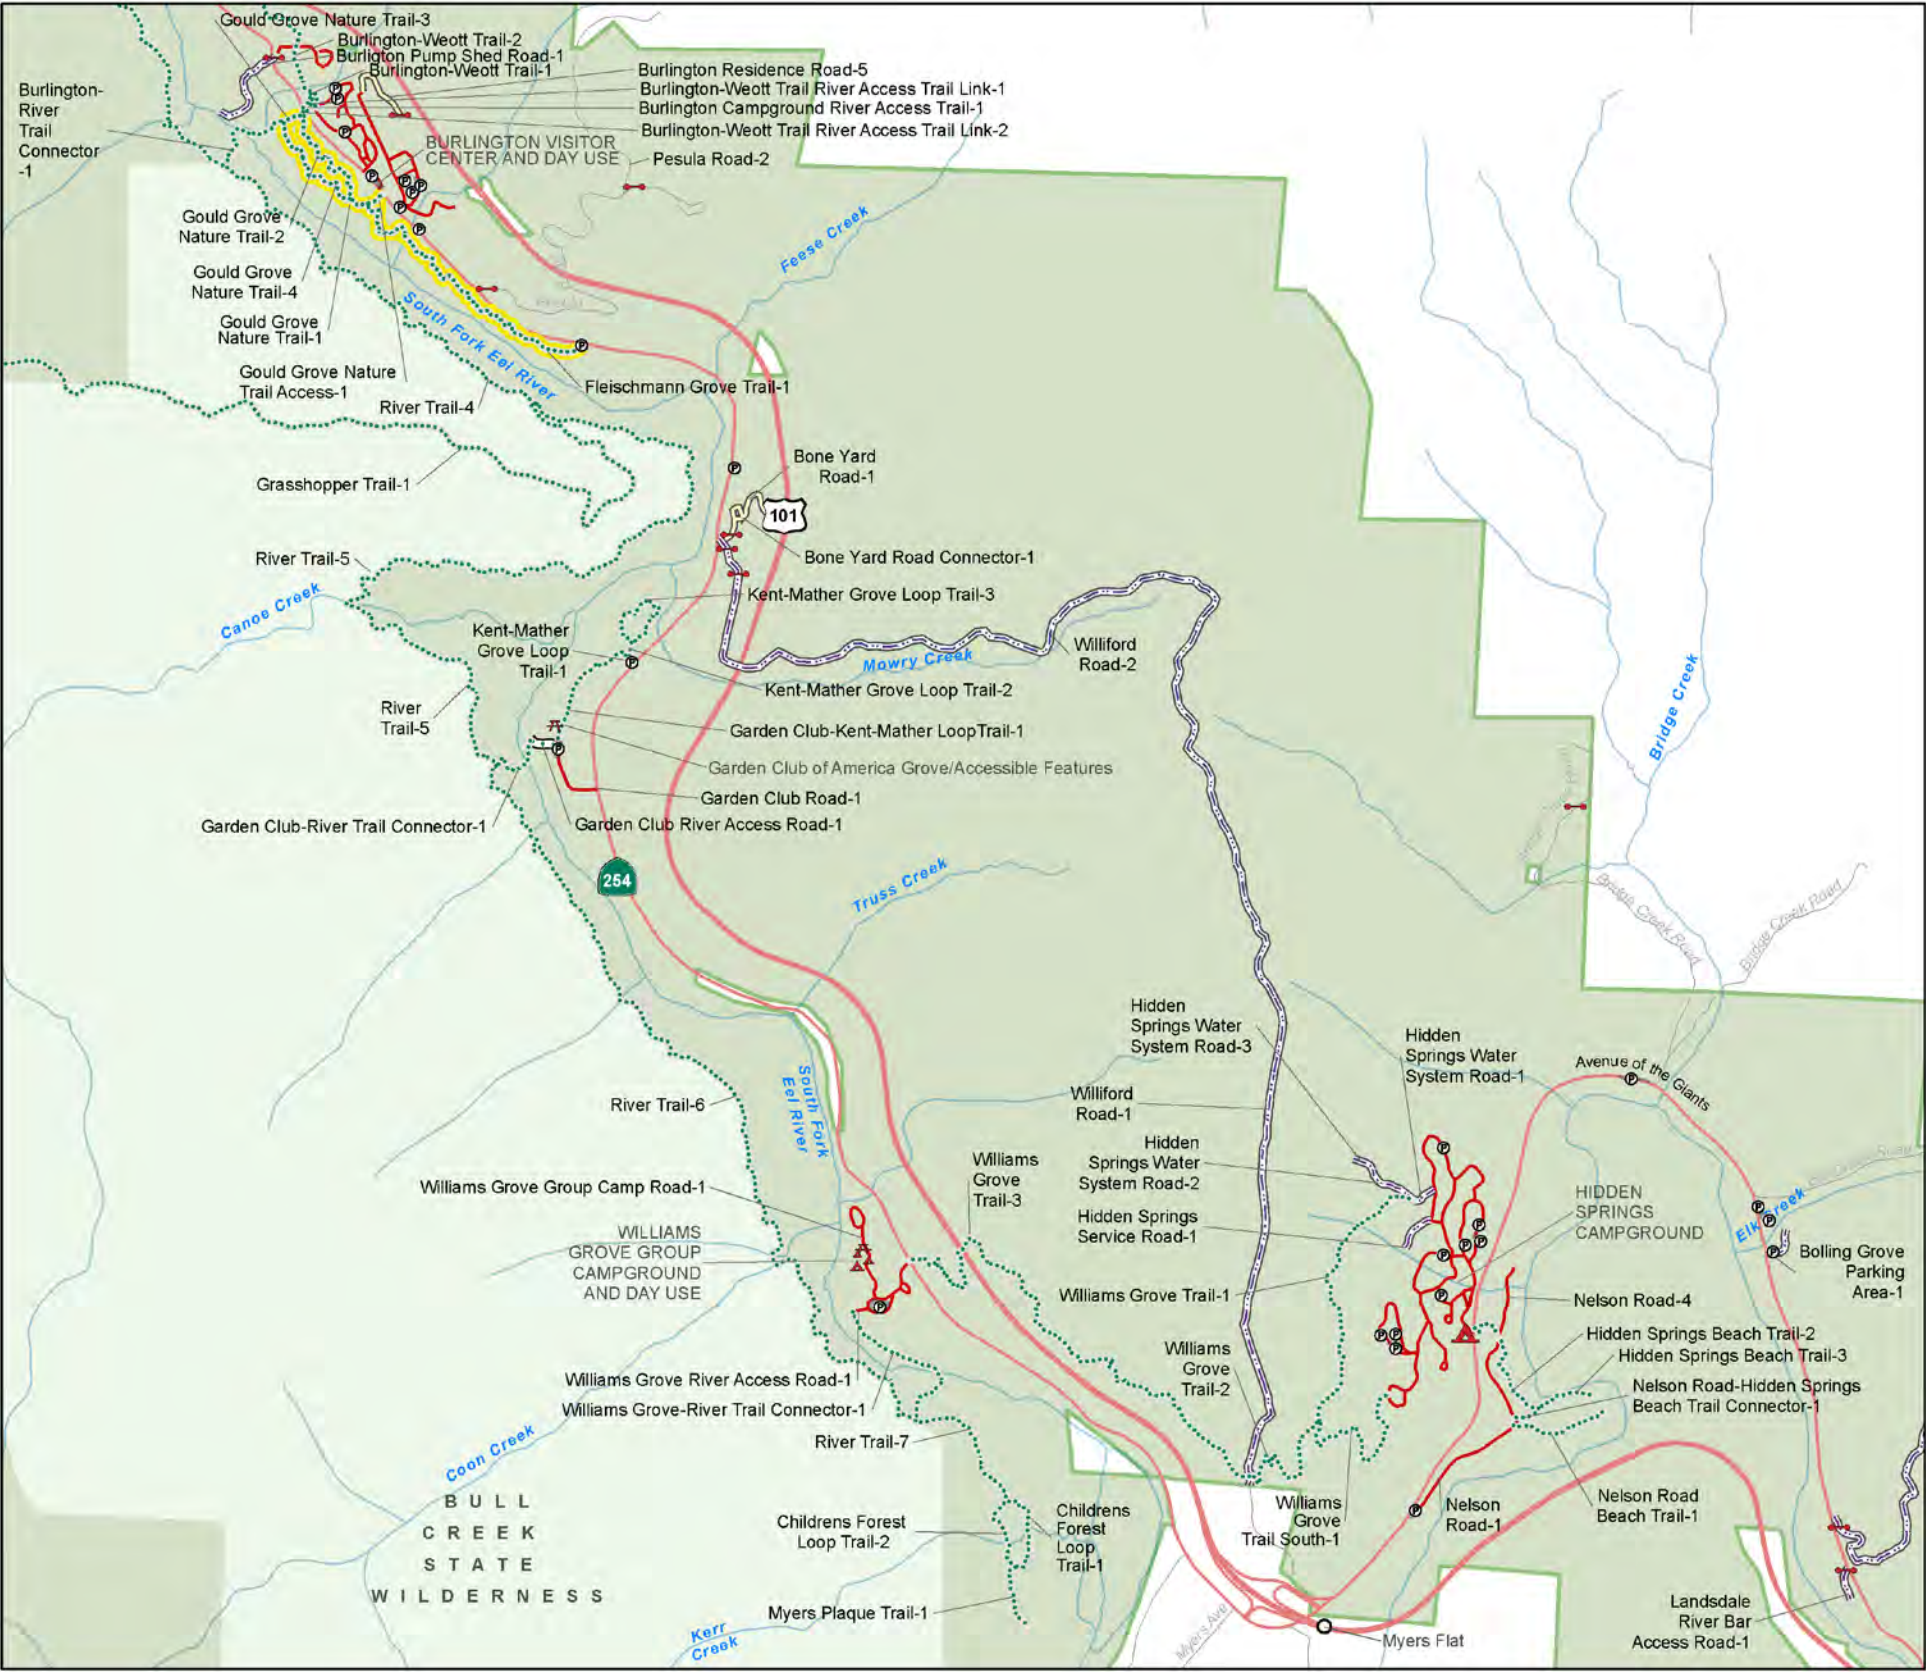 Gould Grove Nature Trail-3
Burlington-Weott Trail-2
Burligton Pump Shed Road-1
Burlington-Weott Trail-1
Burlington Residence Road-5
Burlington-Weott Trail River Access Trail Link-1
Burlington Campground River Access Trail-1
Burlington-Weott Trail River Access Trail Link-2
Burlington-
River
Trail
Connector
-1
BURLINGTON VISITOR
CENTER AND DAY USE
Pesula Road-2
Gould Grove
Nature Trail-2
Feese Creek
Gould Grove
Nature Trail-4
Gould Grove
Nature Trail-1
South Fork Eel River
Gould Grove Nature
Trail Access-1
River Trail-4
Fleischmann Grove Trail-1
Grasshopper Trail-1
Bone Yard
Road-1
101
River Trail-5
Bone Yard Road Connector-1
Canoe Creek
Kent-Mather Grove Loop Trail-3
Kent-Mather
Grove Loop
Trail-1
Mowry Creek
Williford
Road-2
Kent-Mather Grove Loop Trail-2
River
Trail-5
Bridge Creek
Garden Club-Kent-Mather LoopTrail-1
Garden Club of America Grove/Accessible Features
Garden Club Road-1
Garden Club-River Trail Connector-1
Garden Club River Access Road-1
254
Truss Creek
Bridge Creek Road
Bridge Creek Road
Hidden
Springs Water
System Road-3
Hidden
Springs Water
System Road-1
Avenue of the Giants
River Trail-6
South Fork
Eel River
Williford
Road-1
Hidden
Springs Water
System Road-2
Williams
Grove
Trail-3
Williams Grove Group Camp Road-1
HIDDEN
SPRINGS
CAMPGROUND
Hidden Springs
Service Road-1
Elk Creek
WILLIAMS
GROVE GROUP
CAMPGROUND
AND DAY USE
Bolling Grove
Parking
Area-1
Williams Grove Trail-1
Nelson Road-4
Hidden Springs Beach Trail-2
Hidden Springs Beach Trail-3
Williams
Grove
Trail-2
Nelson Road-Hidden Springs
Beach Trail Connector-1
Williams Grove River Access Road-1
Williams Grove-River Trail Connector-1
River Trail-7
Coon Creek
BULL
CREEK
STATE
WILDERNESS
Childrens Forest
Loop Trail-2
Childrens
Forest
Loop
Trail-1
Williams
Grove
Trail South-1
Nelson
Road-1
Nelson Road
Beach Trail-1
Myers Plaque Trail-1
Kerr
Creek
Myers Ave
Myers Flat
Landsdale
River Bar
Access Road-1